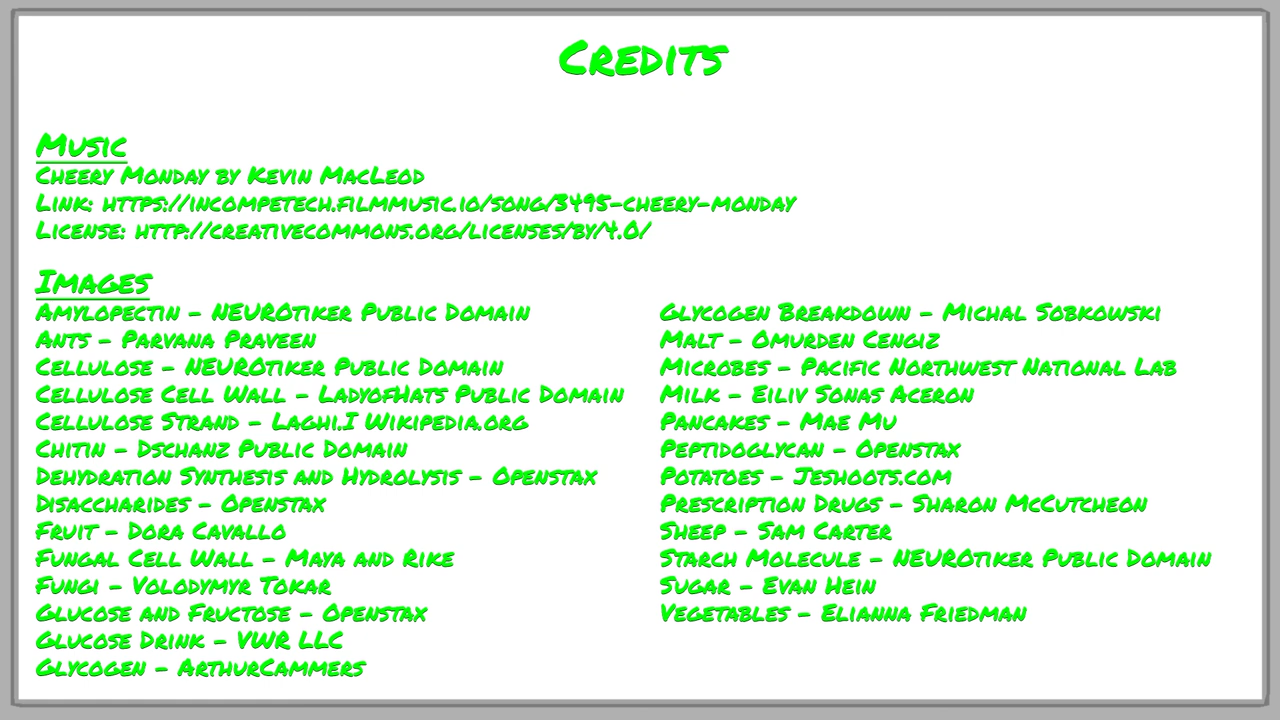 Credits
Music
Cheery Monday by Kevin MacLeod
Link: https://incompetech.filmmusic.io/song/3495-cheery-monday
License: http://creativecommons.org/licenses/by/4.0/
Images
Amylopectin - NEUROtiker Public Domain
Ants - Parvana Praveen
Cellulose - NEUROtiker Public Domain
Cellulose Cell Wall - LadyofHats Public Domain
Cellulose Strand - Laghi.I Wikipedia.org
Chitin - Dschanz Public Domain
Dehydration Synthesis and Hydrolysis - Openstax
Disaccharides - Openstax
Fruit - Dora Cavallo
Fungal Cell Wall - Maya and Rike
Fungi - Volodymyr Tokar
Glucose and Fructose - Openstax
Glucose Drink - VWR LLC
Glycogen - ArthurCammers
Glycogen Breakdown - Michal Sobkowski
Malt - Omurden Cengiz
Microbes - Pacific Northwest National Lab
Milk - Eiliv Sonas Aceron
Pancakes - Mae Mu
Peptidoglycan - Openstax
Potatoes - Jeshoots.com
Prescription Drugs - Sharon McCutcheon
Sheep - Sam Carter
Starch Molecule - NEUROtiker Public Domain
Sugar - Evan Hein
Vegetables - Elianna Friedman